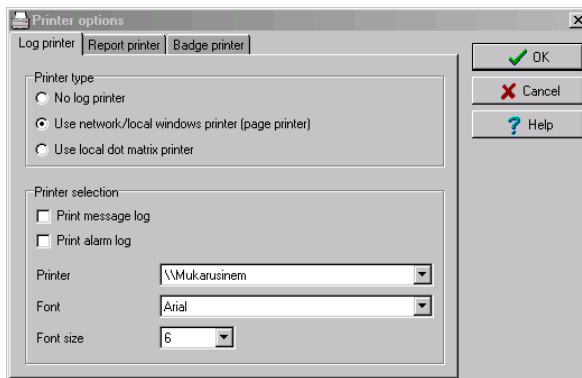 Printer options
Log printer Report printer Badge printer
OK
Cancel
Help
Printer type
No log printer
Use network/local windows printer (page printer)
Use local dot matrix printer
Printer selection
Print message log
Print alarm log
Printer \\Mukarusinem
Font Arial
Font size 6